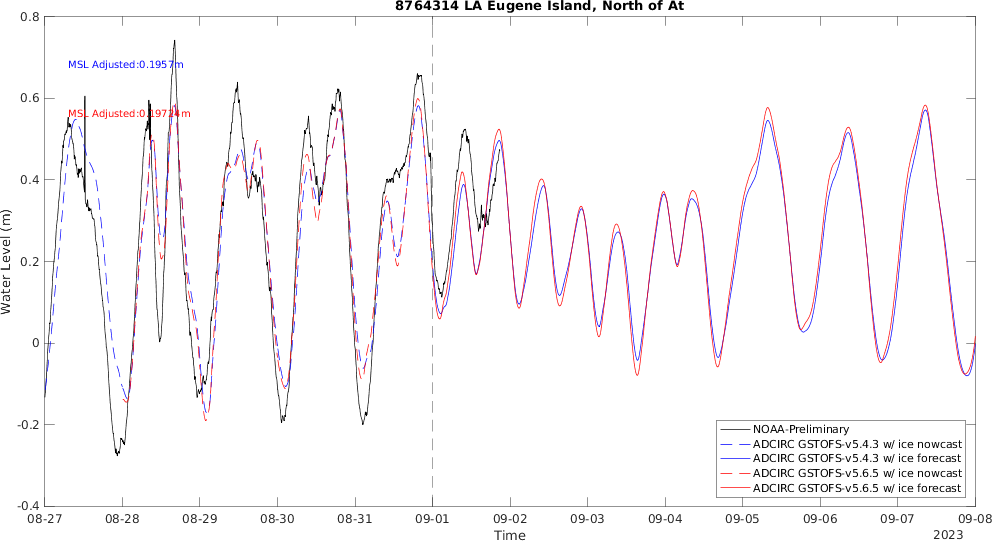 8764314 LA Eugene Island, North of At
0.8
0.6
0.4
0.2
0
-0.2
-0.4
Water Level (m)
MSL Adjusted:0.1957m
MSL Adjusted:0.19724m
NOAA-Preliminary
ADCIRC GSTOFS-v5.4.3 w/ ice nowcast
ADCIRC GSTOFS-v5.4.3 w/ ice forecast
ADCIRC GSTOFS-v5.6.5 w/ ice nowcast
ADCIRC GSTOFS-v5.6.5 w/ ice forecast
08-27 08-28 08-29 08-30 08-31 09-01 09-02 09-03 09-04 09-05 09-06 09-07 09-08
Time
2023